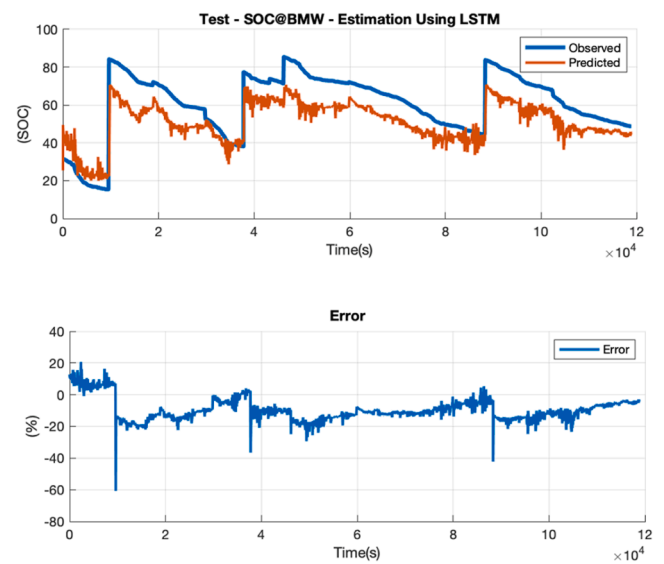 Test - SOC@BMW - Estimation Using LSTM
100
80
60
40
20
0
(SOC)
Observed
Predicted
0 2 4 6 8 10 12
Time(s)
×10⁴
Error
40
20
0
-20
-40
-60
-80
(%)
Error
0 2 4 6 8 10 12
Time(s)
×10⁴